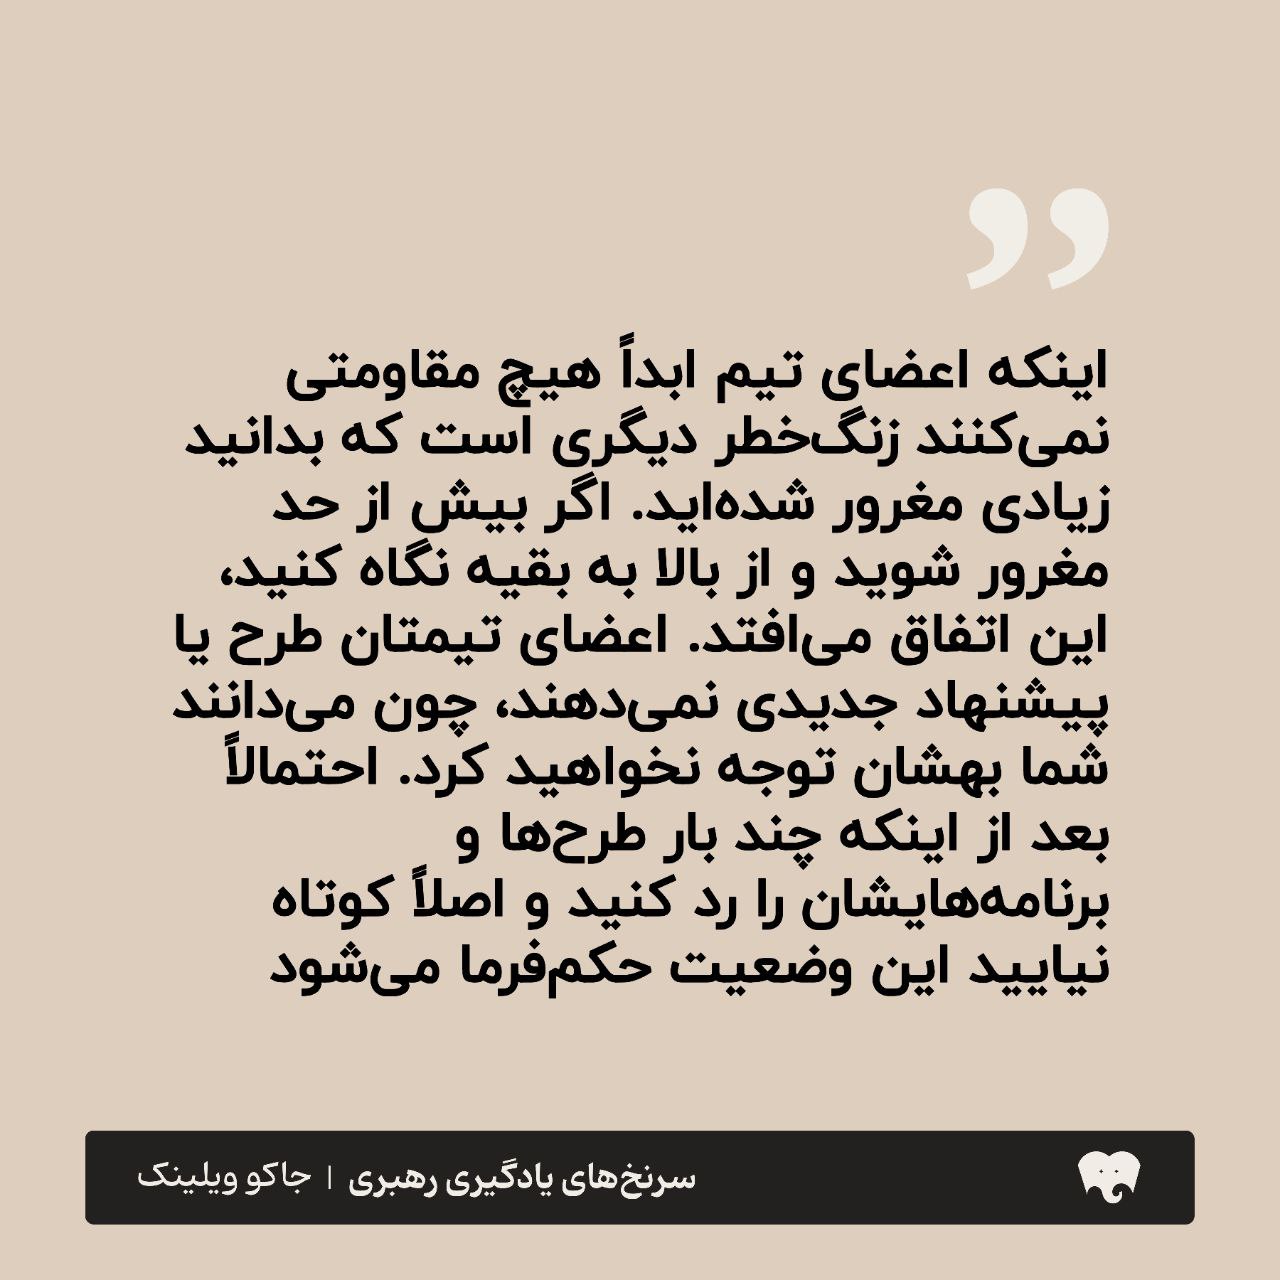 ”
اینکه اعضای تیم ابداً هیچ مقاومتی
نمی‌کنند زنگ‌خطر دیگری است که بدانید
زیادی مغرور شده‌اید. اگر بیش از حد
مغرور شوید و از بالا به بقیه نگاه کنید،
این اتفاق می‌افتد. اعضای تیمتان طرح یا
پیشنهاد جدیدی نمی‌دهند، چون می‌دانند
شما بهشان توجه نخواهید کرد. احتمالاً
بعد از اینکه چند بار طرح‌ها و
برنامه‌هایشان را رد کنید و اصلاً کوتاه
نیایید این وضعیت حکم‌فرما می‌شود
سرنخ‌های یادگیری رهبری | جاکو ویلینک